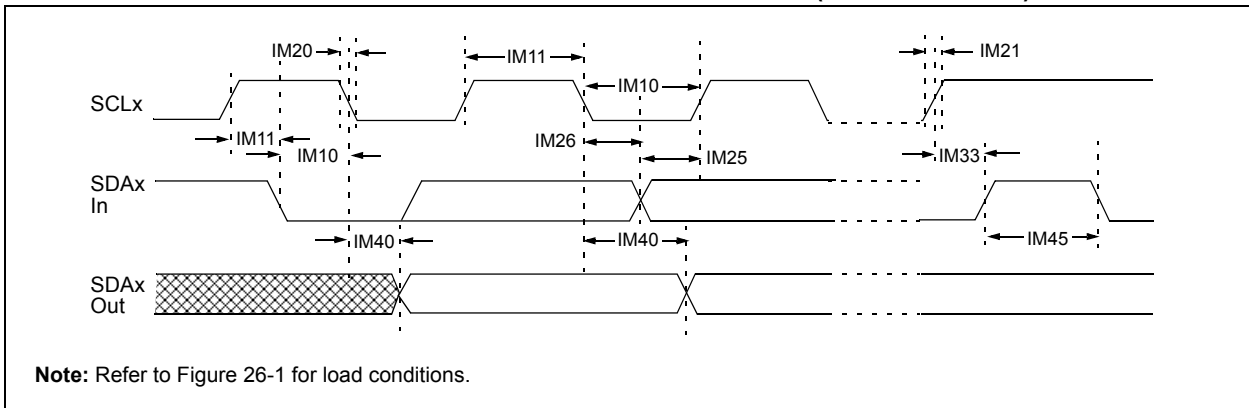 IM20
IM11
IM21
IM10
SCLx
IM11
IM26
IM10
IM25
IM33
SDAx
In
IM40
IM40
IM45
SDAx
Out
Note: Refer to Figure 26-1 for load conditions.